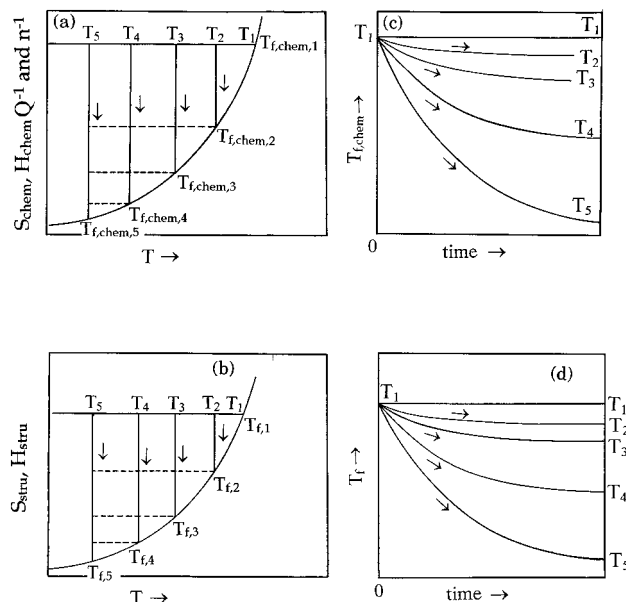 (a)
T5 T4 T3 T2 T1
Tf,chem,1
Tf,chem,2
Tf,chem,3
Tf,chem,4
Tf,chem,5
Schem, Hchem Q-1 and n-1
T →
(c)
T1
T1
T2
T3
T4
T5
Tf,chem →
0
time →
(b)
T5 T4 T3 T2 T1
Tf,1
Tf,2
Tf,3
Tf,4
Tf,5
Sstru, Hstru
T →
(d)
T1
T1
T2
T3
T4
T5
Tf →
0
time →